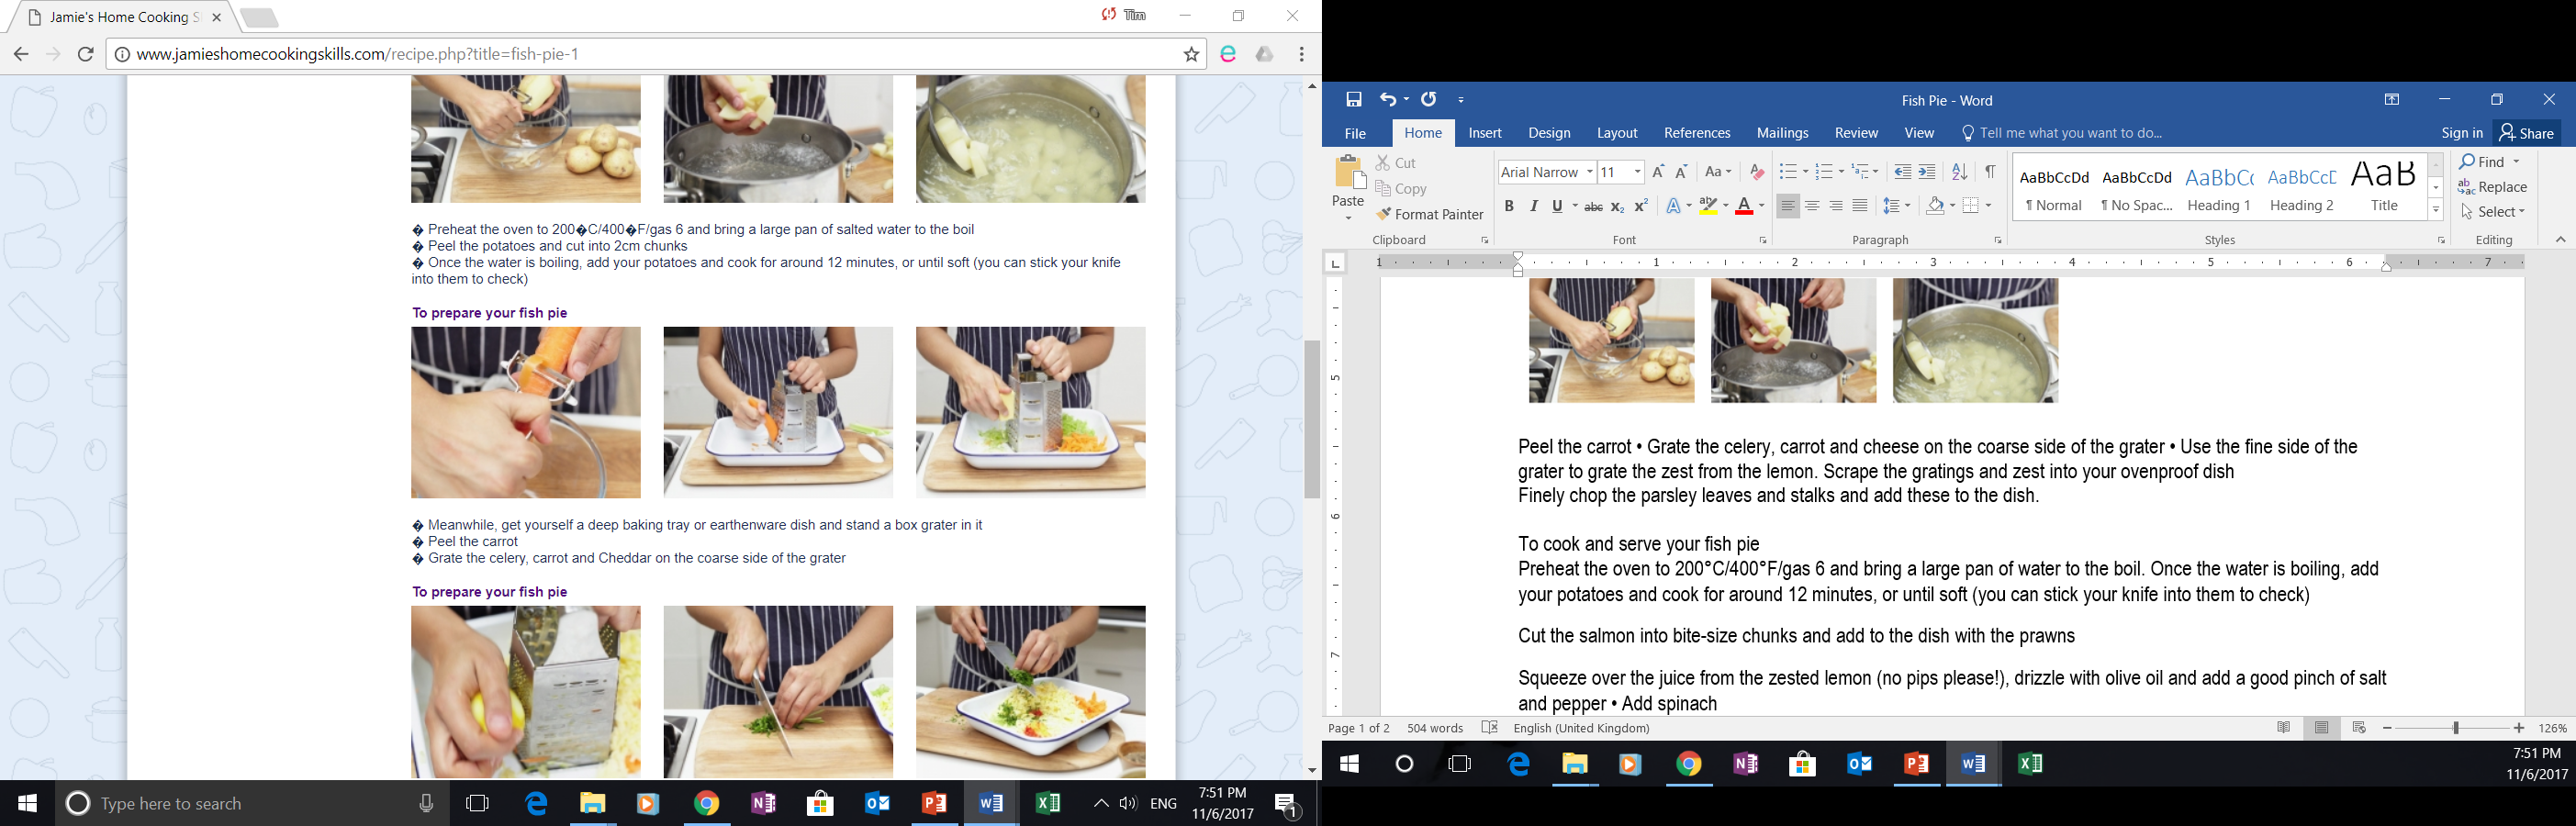 Jamie's Home Cooking S
Tim
www.jamieshomecookingskills.com/recipe.php?title=fish-pie-1
� Preheat the oven to 200�C/400�F/gas 6 and bring a large pan of salted water to the boil
� Peel the potatoes and cut into 2cm chunks
� Once the water is boiling, add your potatoes and cook for around 12 minutes, or until soft (you can stick your knife
into them to check)
To prepare your fish pie
� Meanwhile, get yourself a deep baking tray or earthenware dish and stand a box grater in it
� Peel the carrot
� Grate the celery, carrot and Cheddar on the coarse side of the grater
To prepare your fish pie
Type here to search
ENG
7:51 PM
11/6/2017
1
Fish Pie - Word
File Home Insert Design Layout References Mailings Review View Tell me what you want to do... Sign in Share
Paste
Cut
Copy
Format Painter
Clipboard
Arial Narrow 11
Font
Paragraph
AaBbCcDd AaBbCcDd AaBbCc AaBbCcC AaB
¶ Normal ¶ No Spac... Heading 1 Heading 2 Title
Styles
Find
Replace
Select
Editing
1 1 2 3 4 5 6 7
5
6
7
Peel the carrot • Grate the celery, carrot and cheese on the coarse side of the grater • Use the fine side of the
grater to grate the zest from the lemon. Scrape the gratings and zest into your ovenproof dish
Finely chop the parsley leaves and stalks and add these to the dish.
To cook and serve your fish pie
Preheat the oven to 200°C/400°F/gas 6 and bring a large pan of water to the boil. Once the water is boiling, add
your potatoes and cook for around 12 minutes, or until soft (you can stick your knife into them to check)
Cut the salmon into bite-size chunks and add to the dish with the prawns
Squeeze over the juice from the zested lemon (no pips please!), drizzle with olive oil and add a good pinch of salt
and pepper • Add spinach
Page 1 of 2 504 words English (United Kingdom) 126%
7:51 PM
11/6/2017